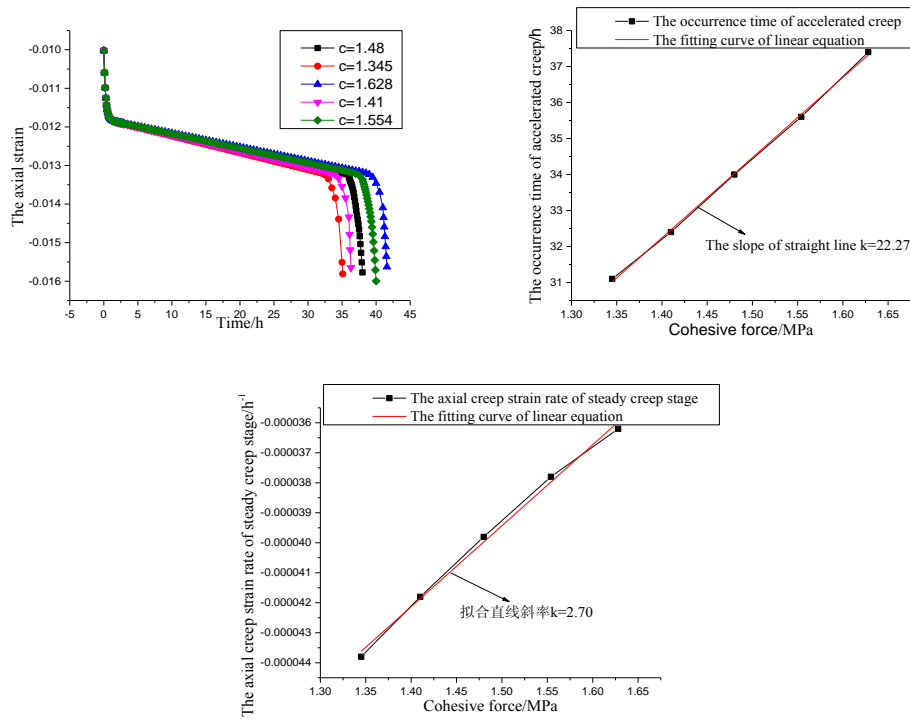 -0.010
-0.011
-0.012
-0.013
-0.014
-0.015
-0.016
The axial strain
c=1.48
c=1.345
c=1.628
c=1.41
c=1.554
-5 0 5 10 15 20 25 30 35 40 45
Time/h
The occurrence time of accelerated creep
The fitting curve of linear equation
38
37
36
35
34
33
32
31
The occurrence time of accelerated creep/h
The slope of straight line k=22.27
1.30 1.35 1.40 1.45 1.50 1.55 1.60 1.65
Cohesive force/MPa
The axial creep strain rate of steady creep stage
The fitting curve of linear equation
-0.000036
-0.000037
-0.000038
-0.000039
-0.000040
-0.000041
-0.000042
-0.000043
-0.000044
The axial creep strain rate of steady creep stage/h-1
拟合直线斜率k=2.70
1.30 1.35 1.40 1.45 1.50 1.55 1.60 1.65
Cohesive force/MPa